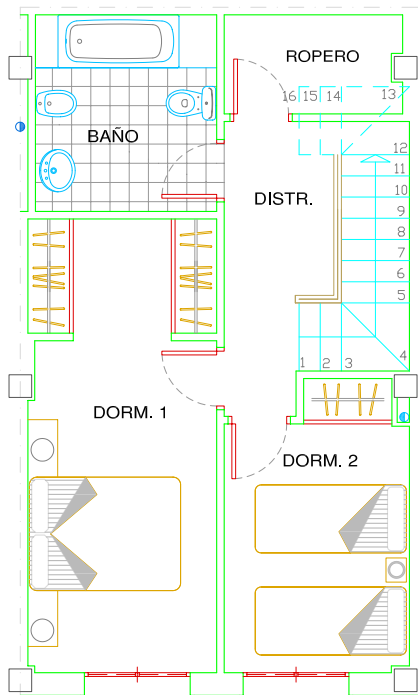 ROPERO
16 15 14 13
BAÑO
12
11
10
DISTR.
9
8
7
6
5
1 2 3 4
DORM. 1
DORM. 2